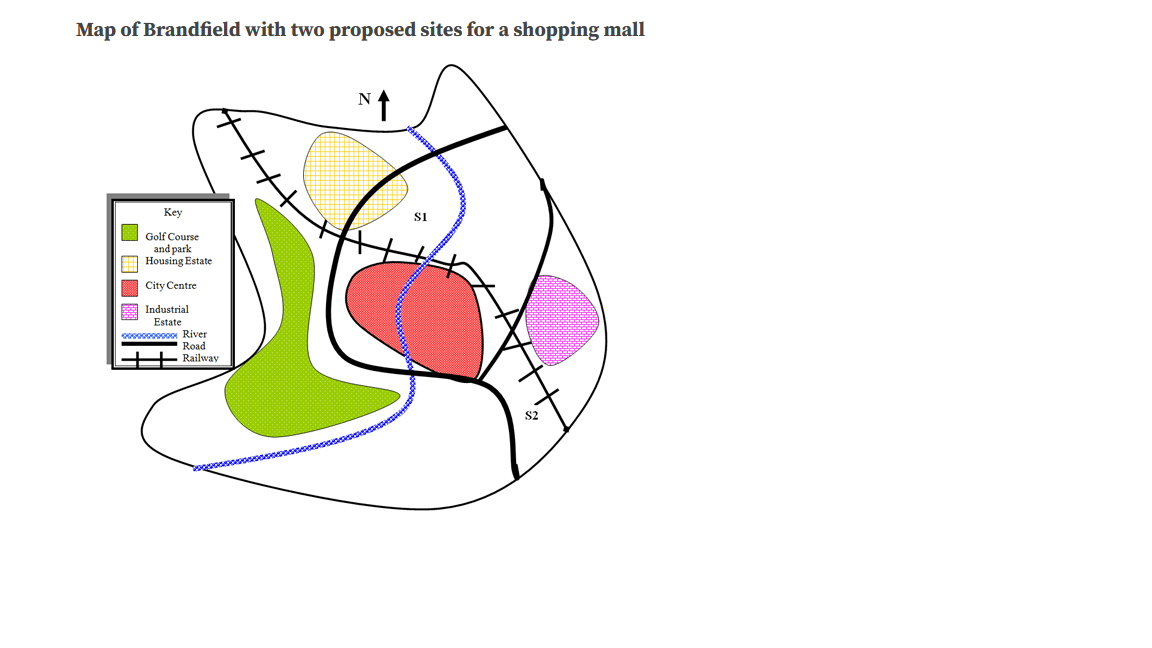 Map of Brandfield with two proposed sites for a shopping mall
N
S1
Key
Golf Course
and park
Housing Estate
City Centre
Industrial
Estate
River
Road
Railway
S2